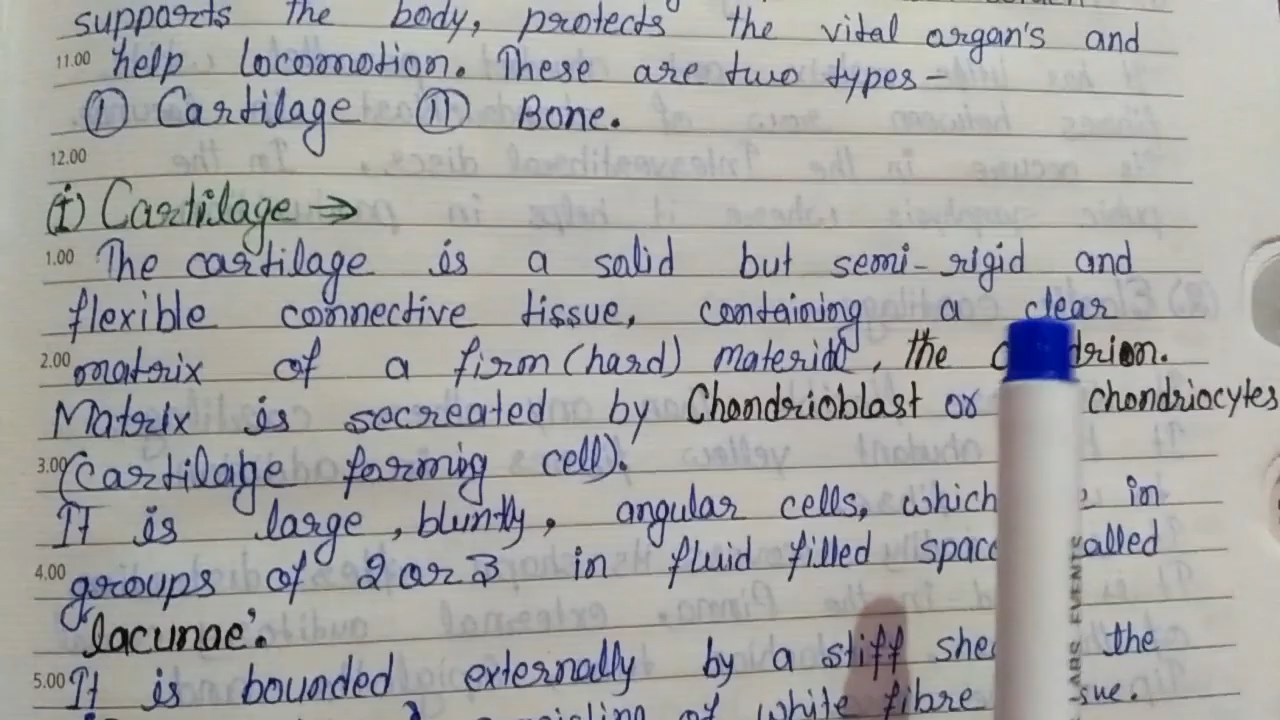 supports the body, protects the vital argan's and
11.00 help locomotion. These are two types-
(I) Cartilage (II) Bone.
12.00
(i) Cartilage →
1.00 The cartilage is a solid but semi-rigid and
flexible connective tissue, containing a clear
2.00 matrix of a firm (hard) material, the
Matrix is secreated by Chondrioblast or chondriocytes
3.00 (Cartilage forming cell).
It is large, bluntly, angular cells, which in
4.00 groups of 2 or 3 in fluid filled
'lacunae'.
5.00 It is bounded externally by a stiff the
of white fibre